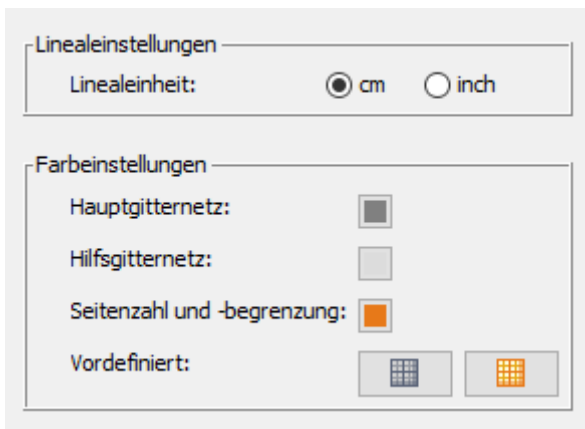 Linealeinstellungen
Linealeinheit: cm inch
Farbeinstellungen
Hauptgitternetz:
Hilfsgitternetz:
Seitenzahl und -begrenzung:
Vordefiniert: